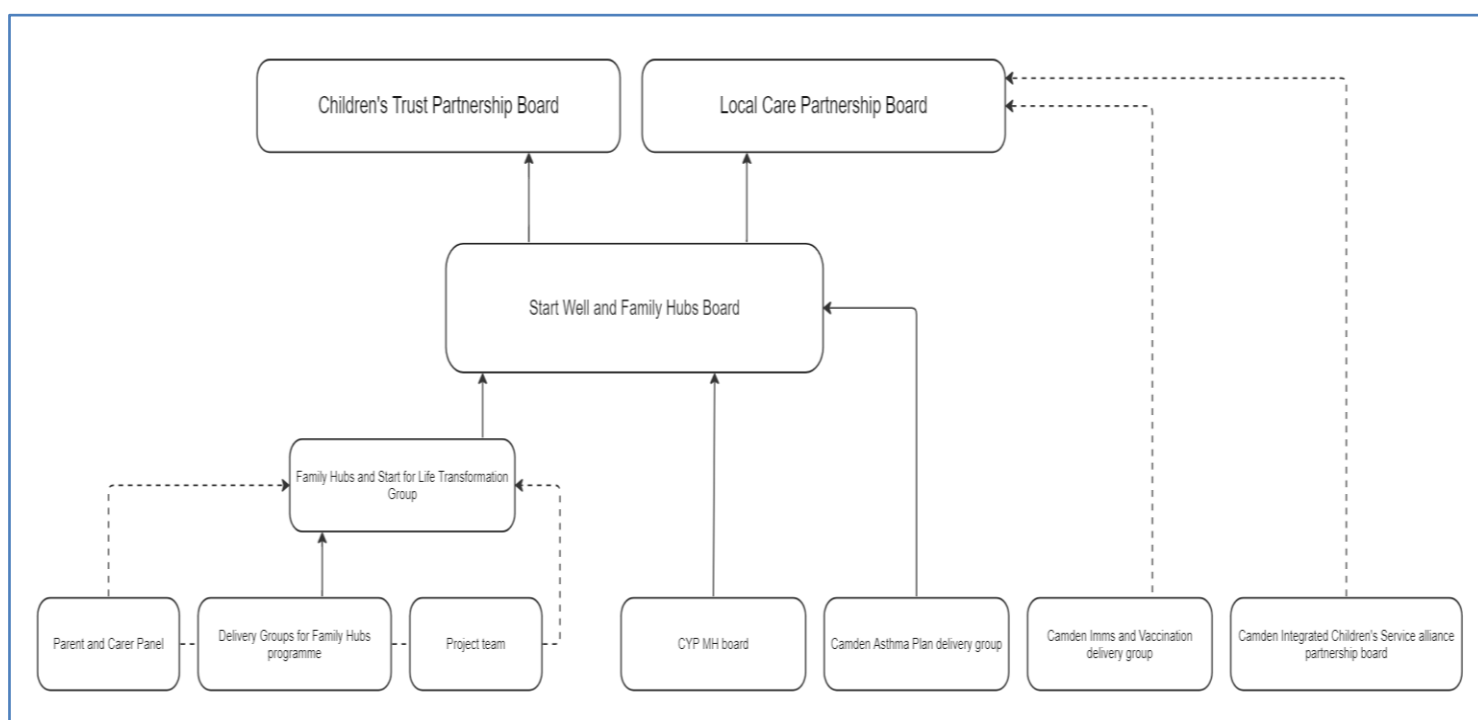 Children's Trust Partnership Board
Local Care Partnership Board
Start Well and Family Hubs Board
Family Hubs and Start for Life Transformation
Group
Parent and Carer Panel
Delivery Groups for Family Hubs
programme
Project team
CYP MH board
Camden Asthma Plan delivery group
Camden Imms and Vaccination
delivery group
Camden Integrated Children's Service alliance
partnership board